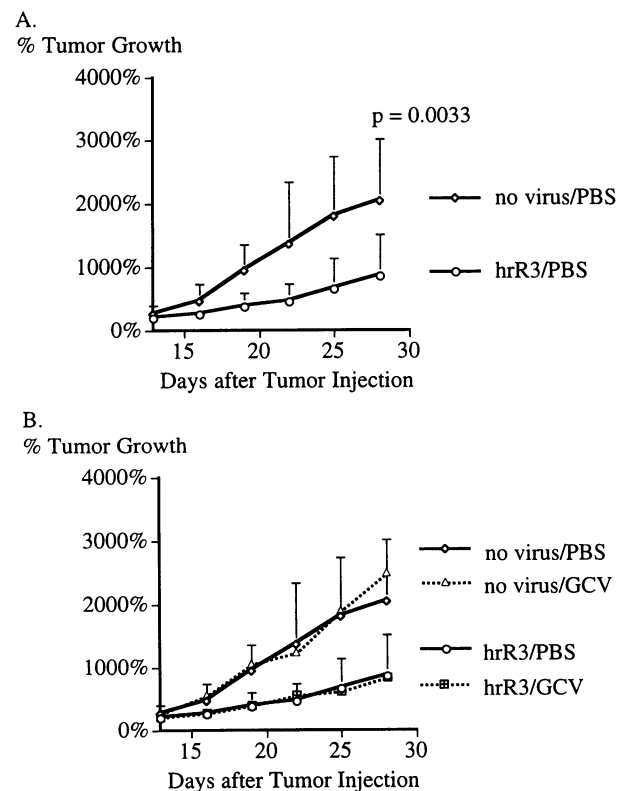 A.
% Tumor Growth
4000%
3000%
2000%
1000%
0%
p = 0.0033
no virus/PBS
hrR3/PBS
15 20 25 30
Days after Tumor Injection
B.
% Tumor Growth
4000%
3000%
2000%
1000%
0%
no virus/PBS
no virus/GCV
hrR3/PBS
hrR3/GCV
15 20 25 30
Days after Tumor Injection